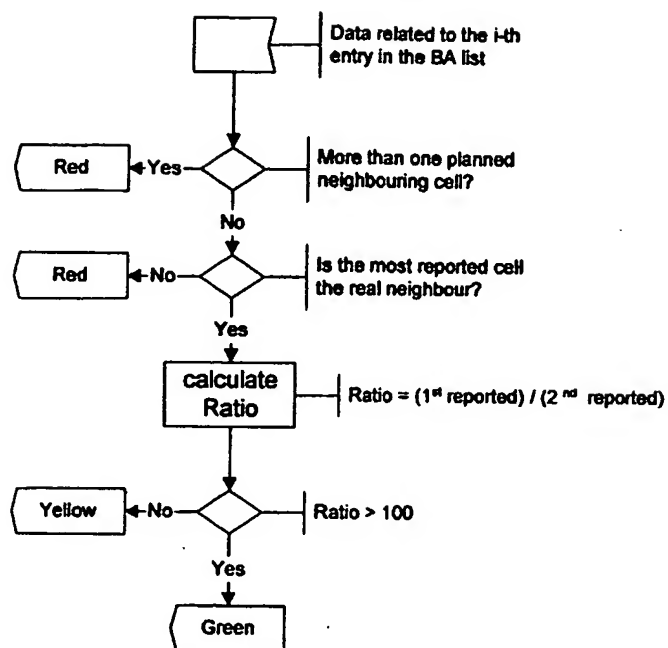 Data related to the i-th
entry in the BA list
Red
Yes
More than one planned
neighbouring cell?
No
Red
No
Is the most reported cell
the real neighbour?
Yes
calculate
Ratio
Ratio = (1st reported) / (2nd reported)
Yellow
No
Ratio > 100
Yes
Green